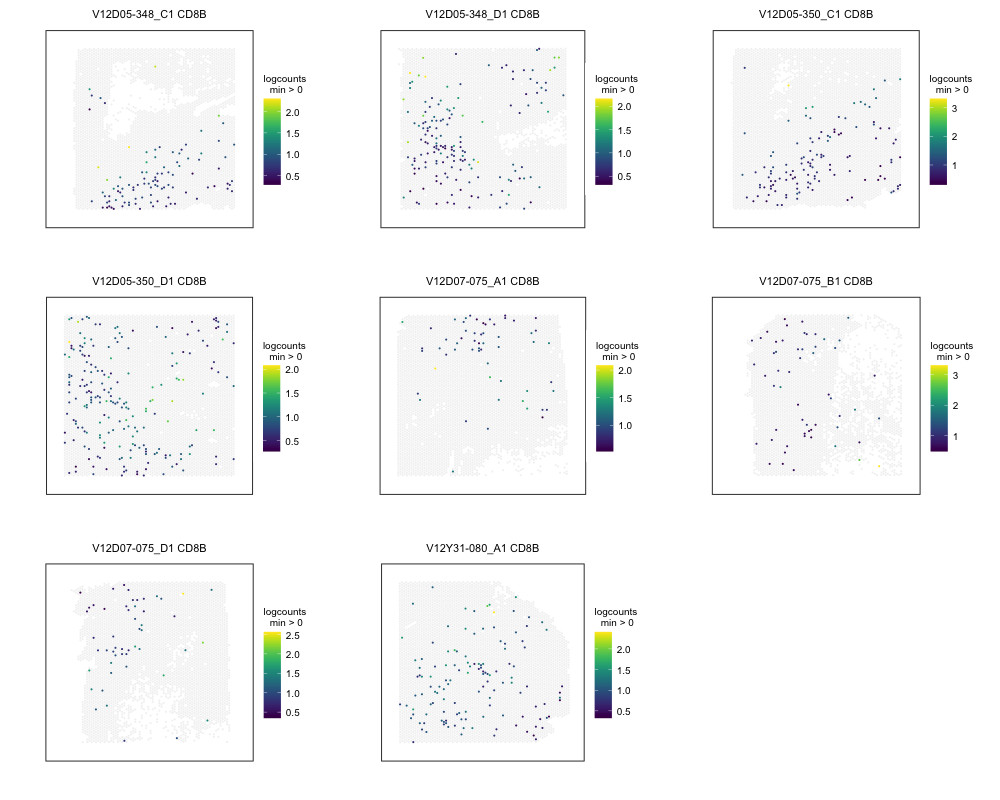 V12D05-348_C1 CD8B
logcounts
min > 0
2.0
1.5
1.0
0.5
V12D05-348_D1 CD8B
logcounts
min > 0
2.0
1.5
1.0
0.5
V12D05-350_C1 CD8B
logcounts
min > 0
3
2
1
V12D05-350_D1 CD8B
logcounts
min > 0
2.0
1.5
1.0
0.5
V12D07-075_A1 CD8B
logcounts
min > 0
2.0
1.5
1.0
V12D07-075_B1 CD8B
logcounts
min > 0
3
2
1
V12D07-075_D1 CD8B
logcounts
min > 0
2.5
2.0
1.5
1.0
0.5
V12Y31-080_A1 CD8B
logcounts
min > 0
2.0
1.5
1.0
0.5